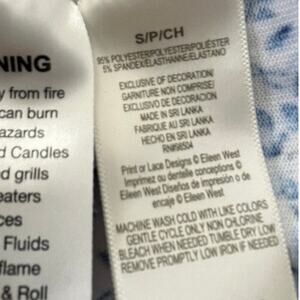 NING
y from fire
can burn
azards
d Candles
d grills
eaters
ces
Fluids
flame
& Roll
S/P/CH
95% POLYESTER/POLYESTER/POLIÉSTER
5% SPANDEX/ELASTHANNE/ELASTANO
EXCLUSIVE OF DECORATION/
GARNITURE NON COMPRISE/
EXCLUSIVO DE DECORACION
MADE IN SRI LANKA
FABRIQUE AU SRI LANKA
HECHO EN SRI LANKA
Print or Lace Designs © Eileen West
Imprimez ou dentelle conceptions ©
Eileen West Diseños de impresión o
de encaje © Eileen West
MACHINE WASH COLD WITH LIKE COLORS
GENTLE CYCLE ONLY NON CHLORINE
BLEACH WHEN NEEDED TUMBLE DRY LOW
REMOVE PROMPTLY LOW IRON IF NEEDED